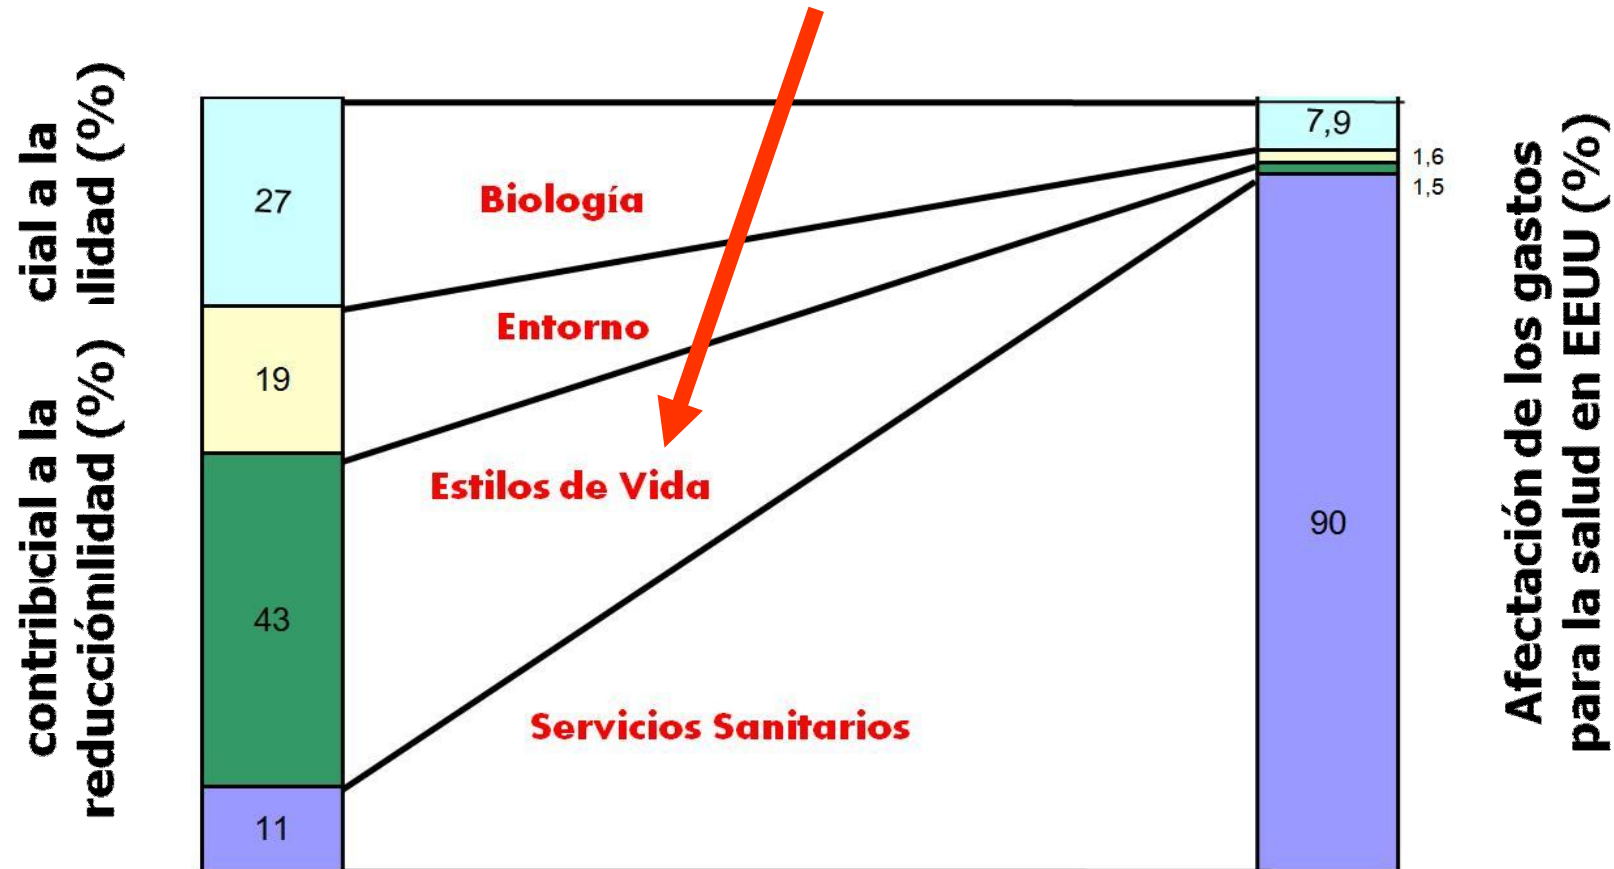 cial a la
lidad (%)
contribcial a la
reducciónlidad (%)
27
19
43
11
Biología
Entorno
Estilos de Vida
Servicios Sanitarios
7,9
1,6
1,5
90
Afectación de los gastos
para la salud en EEUU (%)